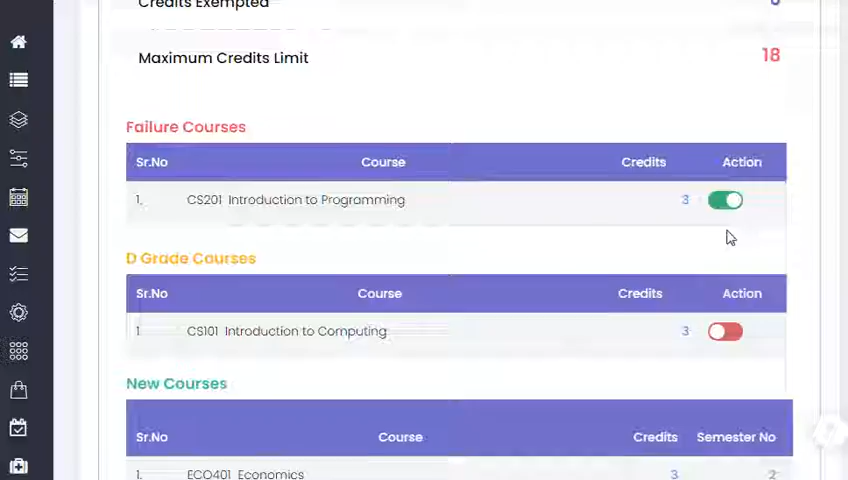 Credits Exempted
Maximum Credits Limit 18
Failure Courses
Sr.No Course Credits Action
1. CS201 Introduction to Programming 3
D Grade Courses
Sr.No Course Credits Action
1 CS101 Introduction to Computing 3
New Courses
Sr.No Course Credits Semester No
1. ECO401 Economics 3 2